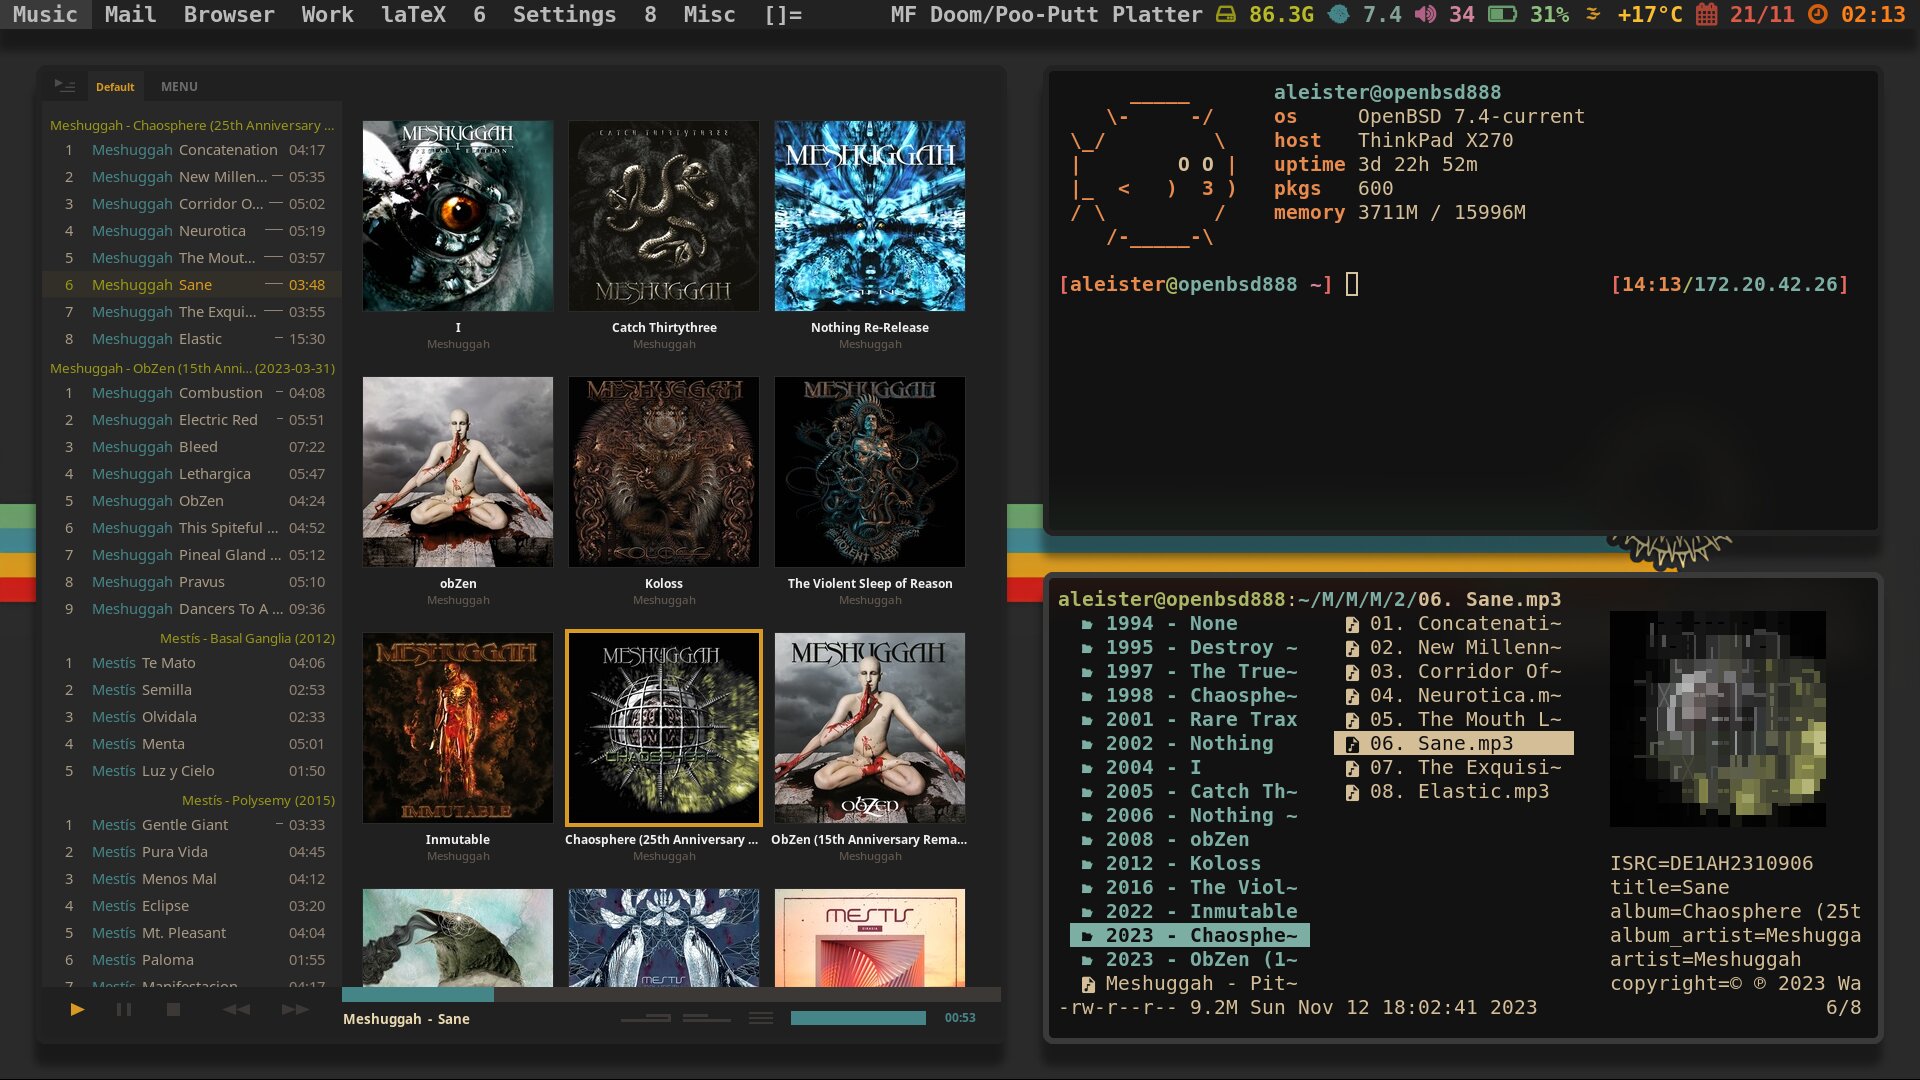 Music Mail Browser Work laTeX 6 Settings 8 Misc []= MF Doom/Poo-Putt Platter 86.3G 7.4 34 31% +17°C 21/11 02:13
Default MENU
Meshuggah - Chaosphere (25th Anniversary ...
1 Meshuggah Concatenation 04:17
2 Meshuggah New Millen... 05:35
3 Meshuggah Corridor O... 05:02
4 Meshuggah Neurotica 05:19
5 Meshuggah The Mout... 03:57
6 Meshuggah Sane 03:48
7 Meshuggah The Exqui... 03:55
8 Meshuggah Elastic 15:30
Meshuggah - ObZen (15th Anni... (2023-03-31)
1 Meshuggah Combustion 04:08
2 Meshuggah Electric Red 05:51
3 Meshuggah Bleed 07:22
4 Meshuggah Lethargica 05:47
5 Meshuggah ObZen 04:24
6 Meshuggah This Spiteful ... 04:52
7 Meshuggah Pineal Gland ... 05:12
8 Meshuggah Pravus 05:10
9 Meshuggah Dancers To A ... 09:36
Mestís - Basal Ganglia (2012)
1 Mestís Te Mato 04:06
2 Mestís Semilla 02:53
3 Mestís Olvidala 02:33
4 Mestís Menta 05:01
5 Mestís Luz y Cielo 01:50
Mestís - Polysemy (2015)
1 Mestís Gentle Giant 03:33
2 Mestís Pura Vida 04:45
3 Mestís Menos Mal 04:12
4 Mestís Eclipse 03:20
5 Mestís Mt. Pleasant 04:04
6 Mestís Paloma 01:55
7 Mestís Manifestacion 04:17
MESHUGGAH
I
SPECIAL EDITION
CATCH THIRTYTHREE
MESHUGGAH
MESHUGGAH
I
Meshuggah
Catch Thirtythree
Meshuggah
Nothing Re-Release
Meshuggah
MESHUGGAH
KOLOSS
MESHUGGAH
obZen
Meshuggah
Koloss
Meshuggah
The Violent Sleep of Reason
Meshuggah
MESHUGGAH
IMMUTABLE
MESHUGGAH
CHAOSPHERE
MESHUGGAH
obZen
Inmutable
Meshuggah
Chaosphere (25th Anniversary ...
Meshuggah
ObZen (15th Anniversary Rema...
Meshuggah
MESTIS
MESTIS
Meshuggah - Sane
00:53
aleister@openbsd888
os OpenBSD 7.4-current
host ThinkPad X270
uptime 3d 22h 52m
pkgs 600
memory 3711M / 15996M
[aleister@openbsd888 ~] [14:13/172.20.42.26]
aleister@openbsd888:~/M/M/M/2/06. Sane.mp3
1994 - None
1995 - Destroy ~
1997 - The True~
1998 - Chaosphe~
2001 - Rare Trax
2002 - Nothing
2004 - I
2005 - Catch Th~
2006 - Nothing ~
2008 - obZen
2012 - Koloss
2016 - The Viol~
2022 - Inmutable
2023 - Chaosphe~
2023 - ObZen (1~
Meshuggah - Pit~
01. Concatenati~
02. New Millenn~
03. Corridor Of~
04. Neurotica.m~
05. The Mouth L~
06. Sane.mp3
07. The Exquisi~
08. Elastic.mp3
ISRC=DE1AH2310906
title=Sane
album=Chaosphere (25t
album_artist=Meshugga
artist=Meshuggah
copyright=© ℗ 2023 Wa
-rw-r--r-- 9.2M Sun Nov 12 18:02:41 2023 6/8